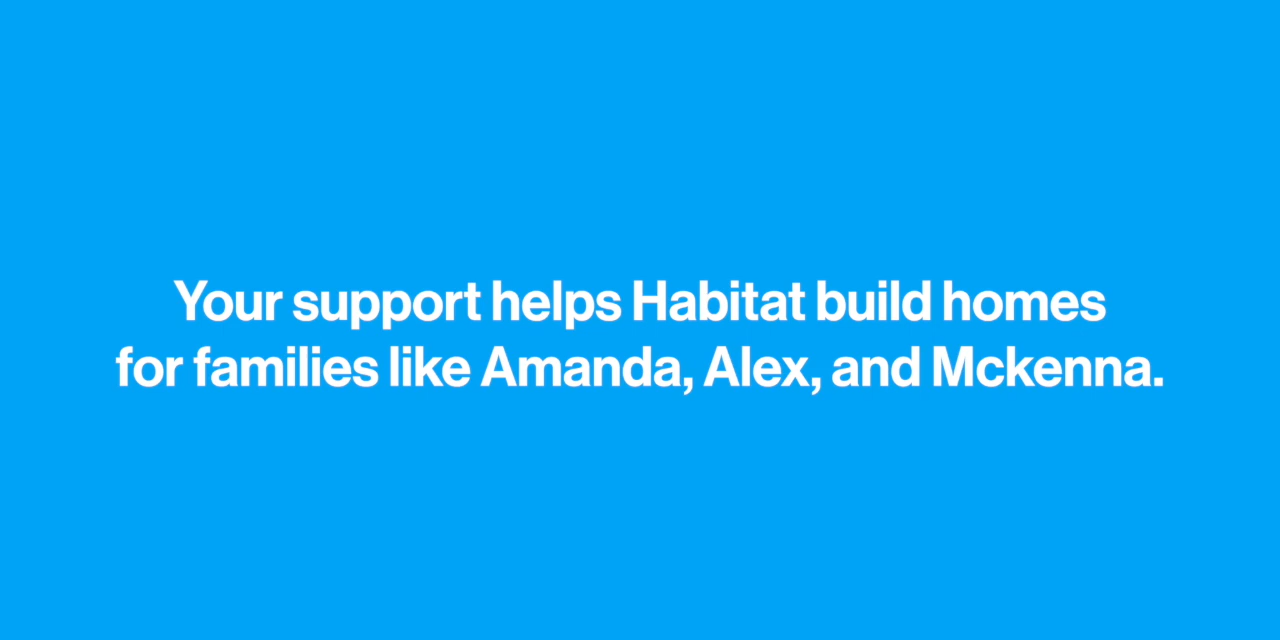 Your support helps Habitat build homes
for families like Amanda, Alex, and Mckenna.